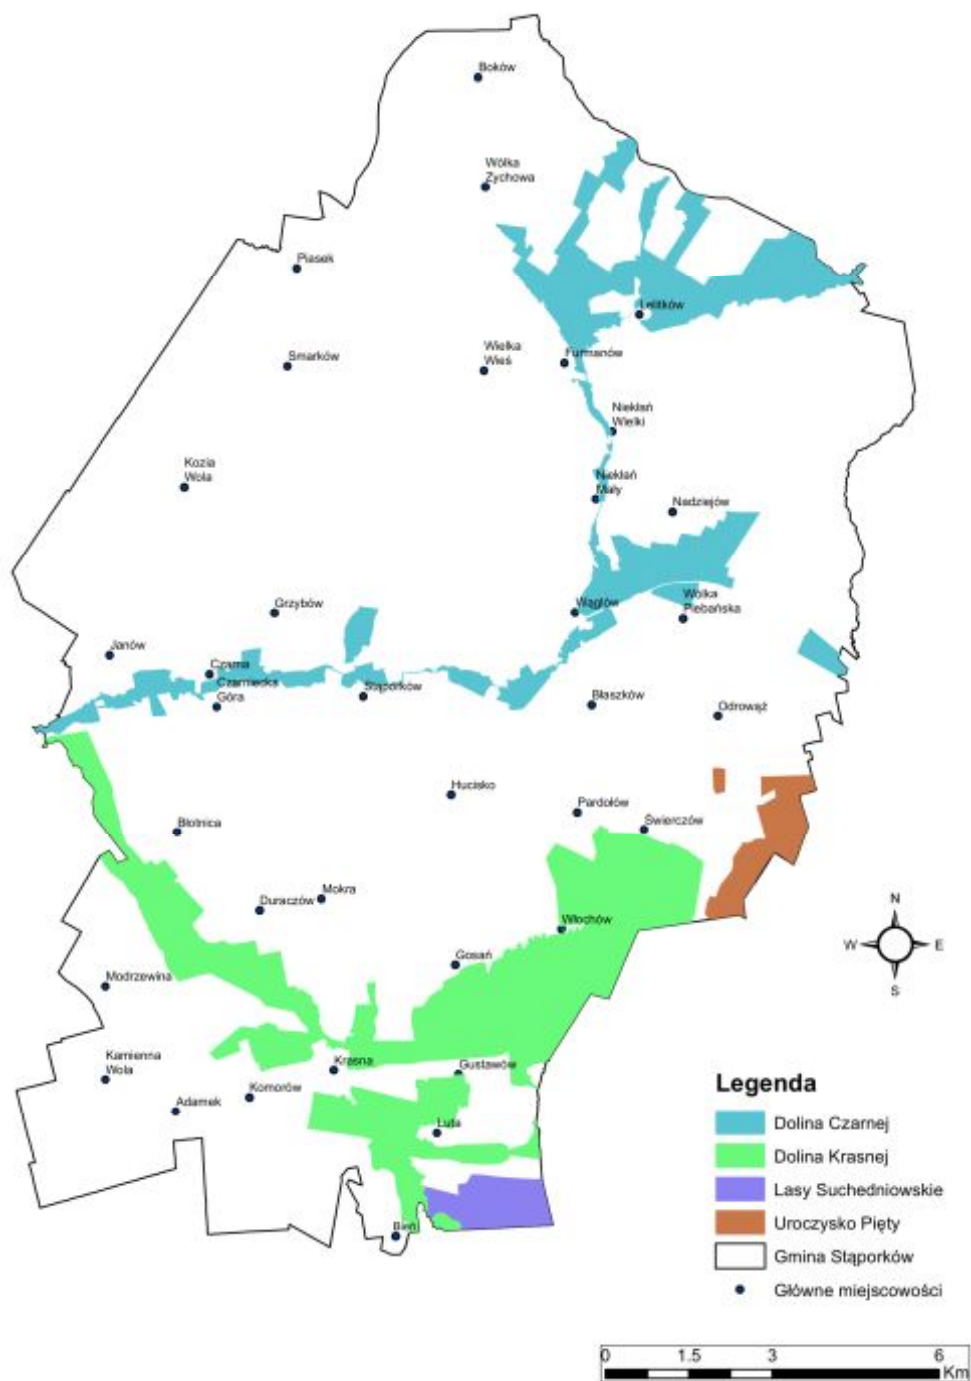 Boków
Wólka
Zychowa
Piasek
Lelitków
Smarków
Wielka
Wieś
Furmanów
Niekłań
Wielki
Kozia
Wola
Niekłań
Mały
Nadziejów
Grzybów
Wąglów
Wólka
Plebańska
Janów
Czarna
Czarniecka
Góra
Stąporków
Błaszków
Odrowąż
Hucisko
Pardołów
Świerczów
Błotnica
Duraczów
Mokra
Włochów
Gosań
Modrzewina
N
W
E
S
Kamienna
Wola
Krasna
Gustawów
Adamek
Komorów
Luta
Bień
Legenda
Dolina Czarnej
Dolina Krasnej
Lasy Suchedniowskie
Uroczysko Pięty
Gmina Stąporków
Główne miejscowości
0
1.5
3
6
Km